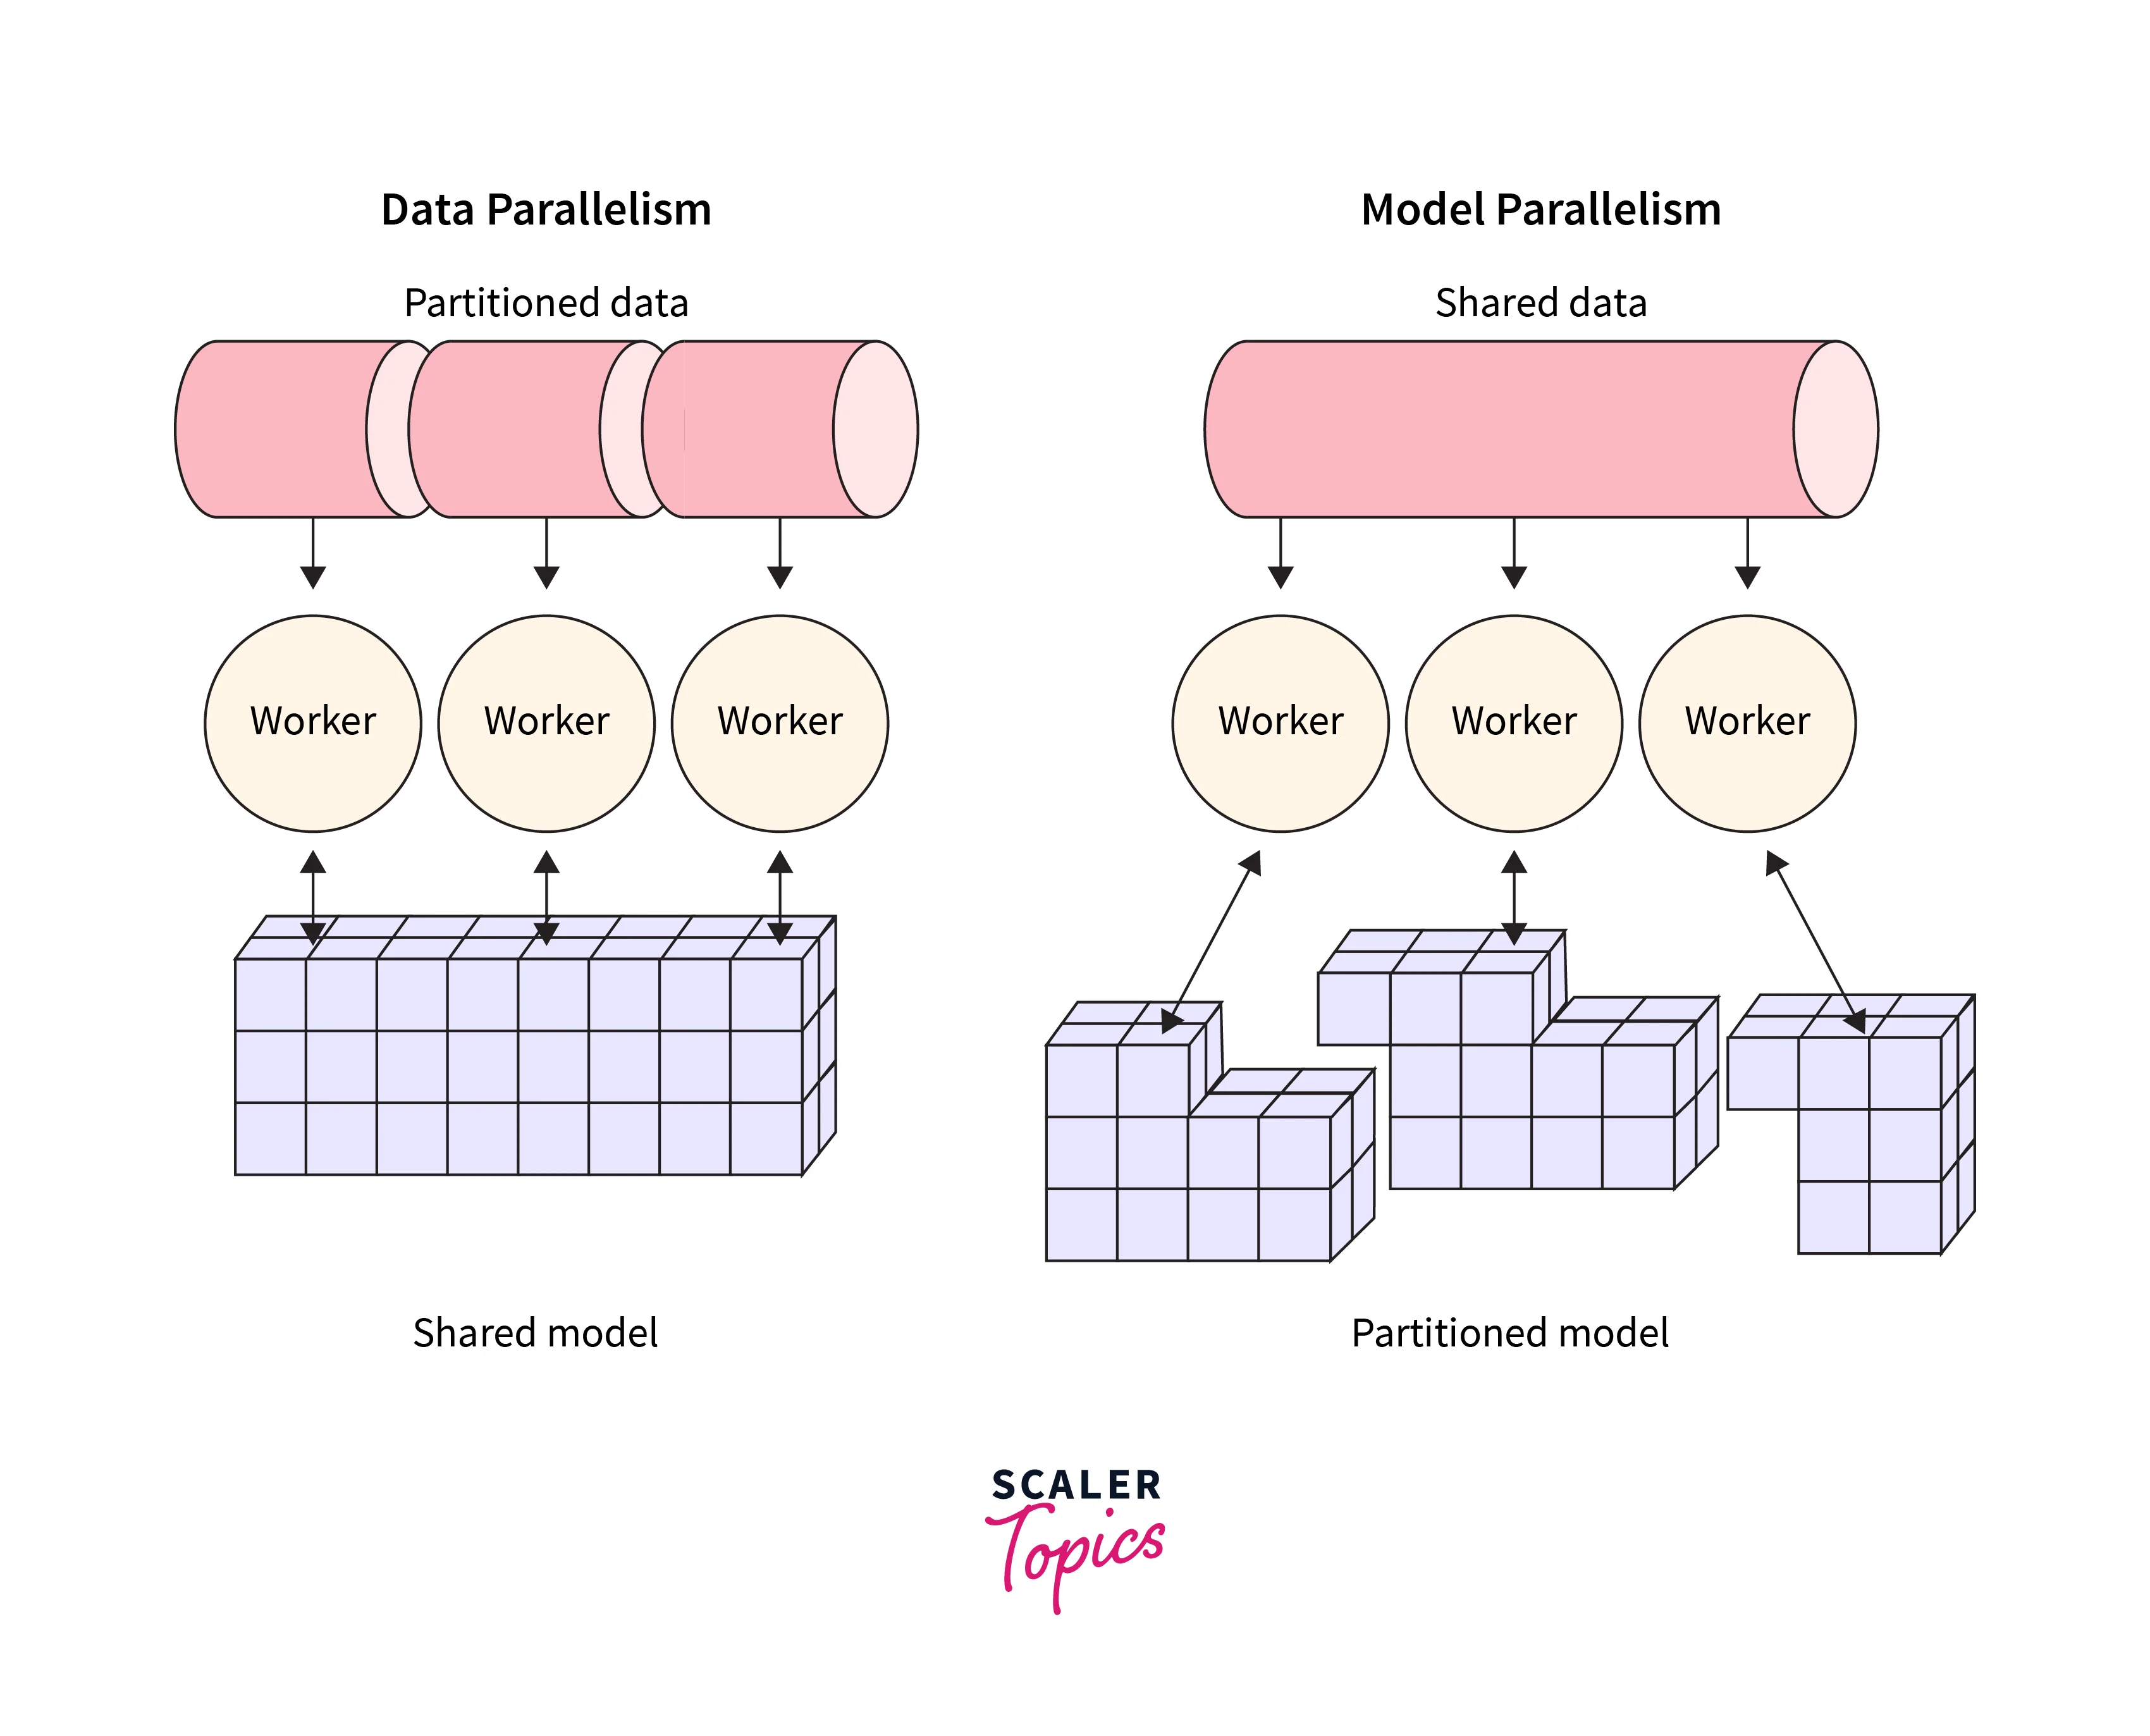 Data Parallelism
Partitioned data
Worker
Worker
Worker
Shared model
Model Parallelism
Shared data
Worker
Worker
Worker
Partitioned model
SCALER
Topics